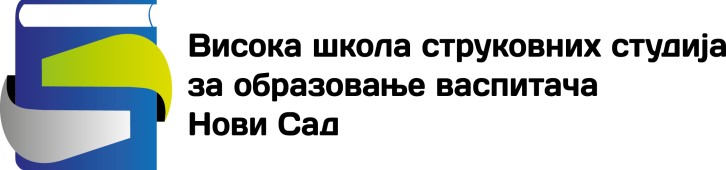 Висока школа струковних студија
за образовање васпитача
Нови Сад